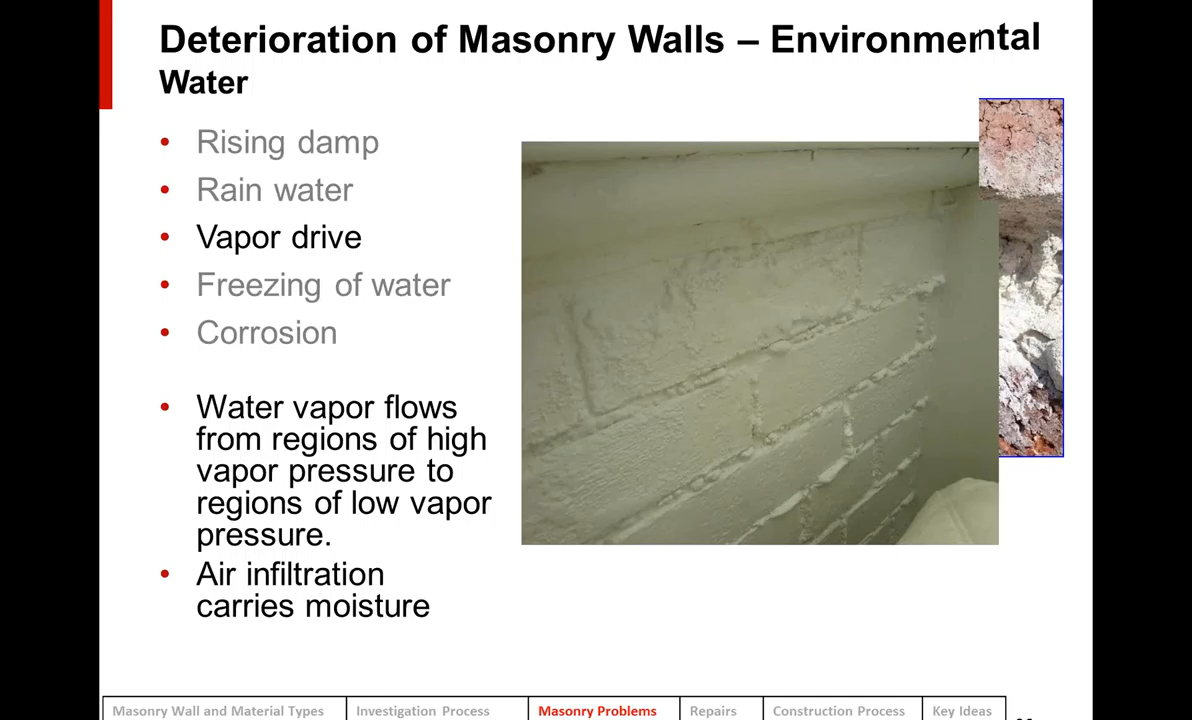 Deterioration of Masonry Walls – Environmental
Water
• Rising damp
• Rain water
• Vapor drive
• Freezing of water
• Corrosion
• Water vapor flows
from regions of high
vapor pressure to
regions of low vapor
pressure.
• Air infiltration
carries moisture
Masonry Wall and Material Types Investigation Process Masonry Problems Repairs Construction Process Key Ideas